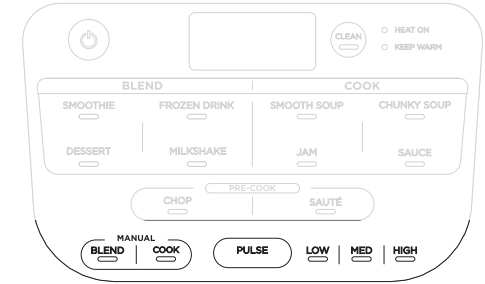 CLEAN
HEAT ON
KEEP WARM
BLEND COOK
SMOOTHIE FROZEN DRINK SMOOTH SOUP CHUNKY SOUP
DESSERT MILKSHAKE JAM SAUCE
PRE-COOK
CHOP SAUTÉ
MANUAL
BLEND COOK PULSE LOW MED HIGH